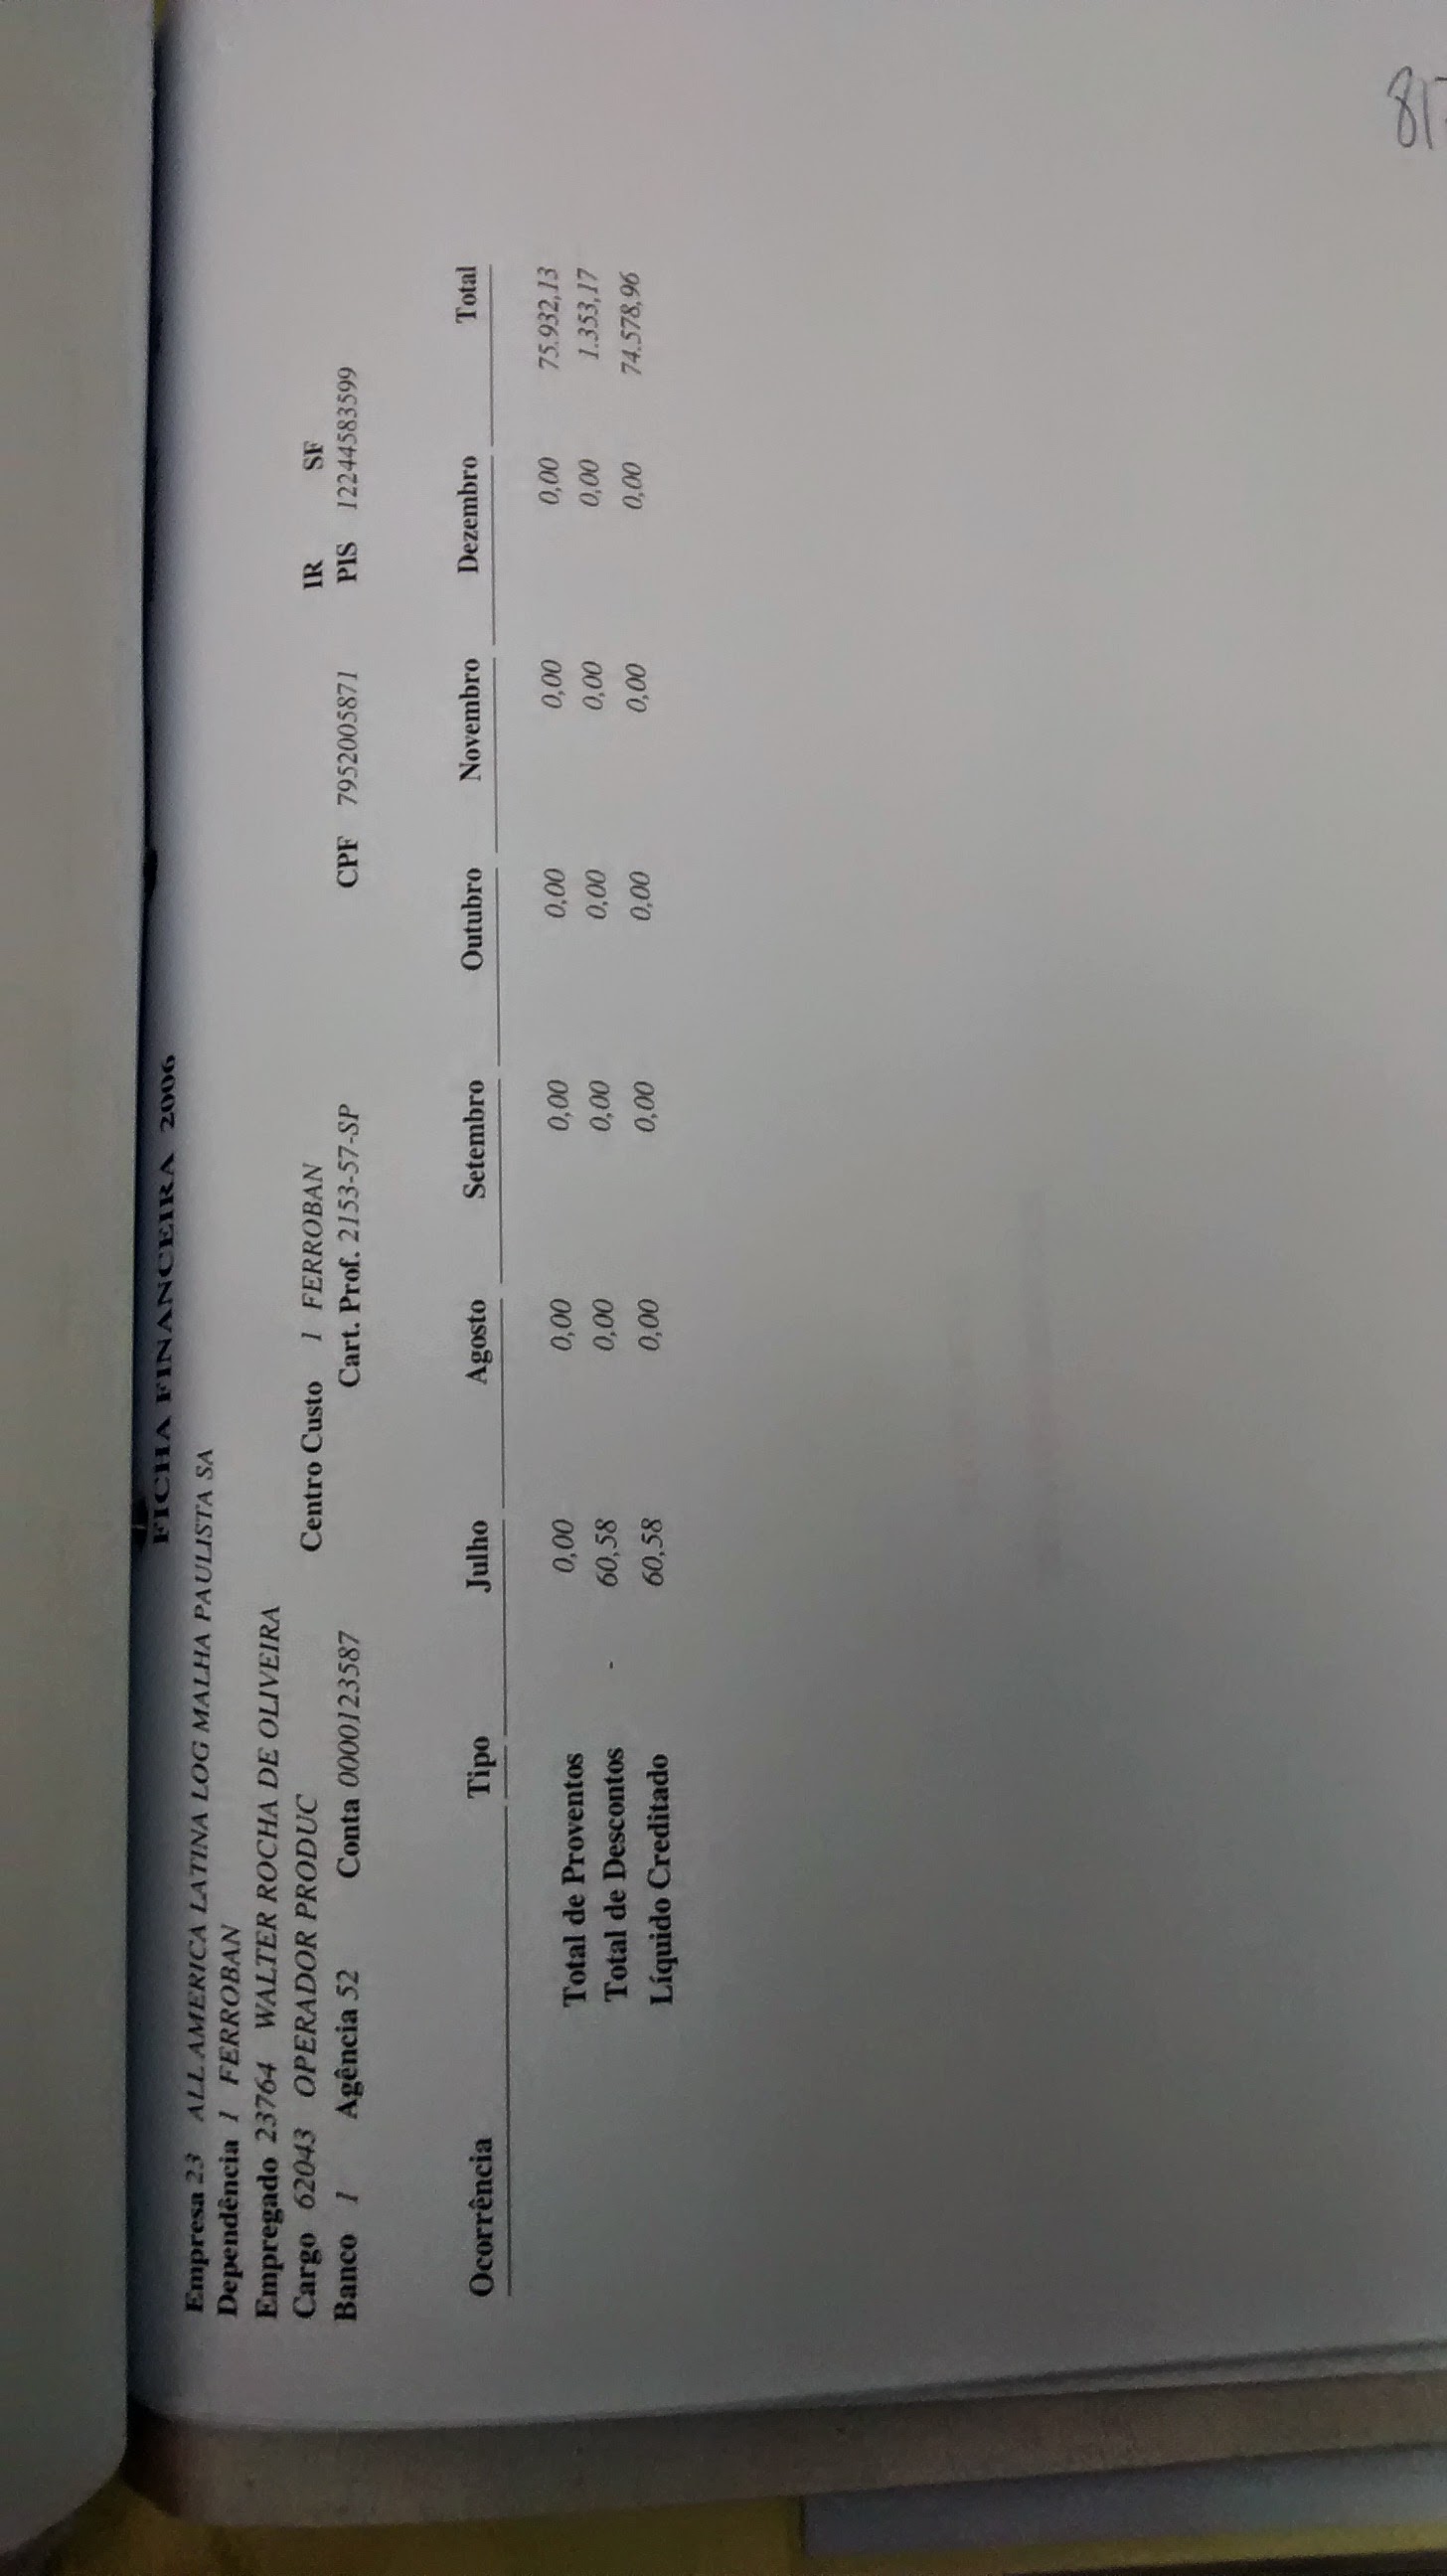 FICHA FINANCEIRA 2006
Empresa 23 ALL AMERICA LATINA LOG MALHA PAULISTA SA
Dependência 1 FERROBAN
Empregado 23764 WALTER ROCHA DE OLIVEIRA
Cargo 62043 OPERADOR PRODUC Centro Custo 1 FERROBAN IR SF
Banco 1 Agência 52 Conta 0000123587 Cart. Prof. 2153-57-SP CPF 7952005871 PIS 12244583599
Ocorrência Tipo Julho Agosto Setembro Outubro Novembro Dezembro Total
Total de Proventos 0,00 0,00 0,00 0,00 0,00 0,00 75.932,13
Total de Descontos - 60,58 0,00 0,00 0,00 0,00 0,00 1.353,17
Líquido Creditado 60,58 0,00 0,00 0,00 0,00 0,00 74.578,96